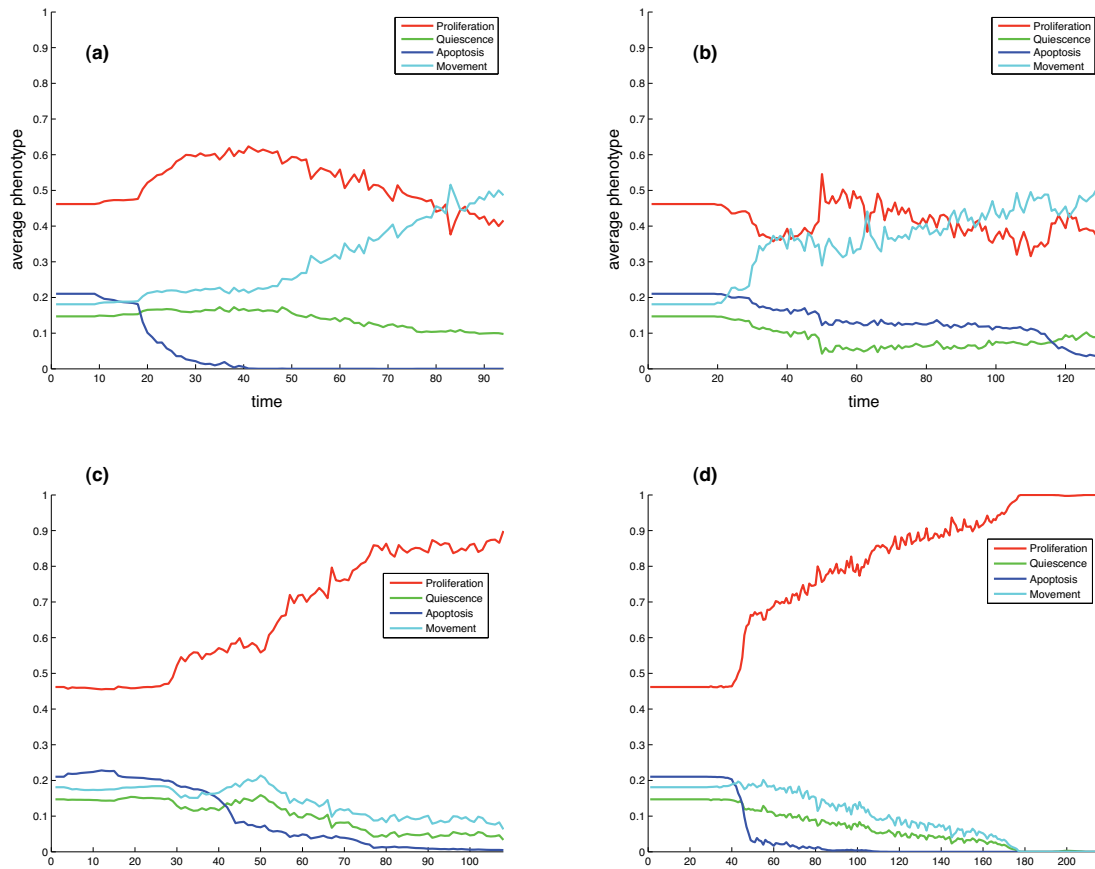 (a)
Proliferation
Quiescence
Apoptosis
Movement
1
0.9
0.8
0.7
0.6
0.5
0.4
0.3
0.2
0.1
0
average phenotype
0 10 20 30 40 50 60 70 80 90
time
(b)
Proliferation
Quiescence
Apoptosis
Movement
1
0.9
0.8
0.7
0.6
0.5
0.4
0.3
0.2
0.1
0
average phenotype
0 20 40 60 80 100 120
time
(c)
1
0.9
0.8
0.7
0.6
0.5
0.4
0.3
0.2
0.1
0
Proliferation
Quiescence
Apoptosis
Movement
0 10 20 30 40 50 60 70 80 90 100
(d)
1
0.9
0.8
0.7
0.6
0.5
0.4
0.3
0.2
0.1
0
Proliferation
Quiescence
Apoptosis
Movement
0 20 40 60 80 100 120 140 160 180 200